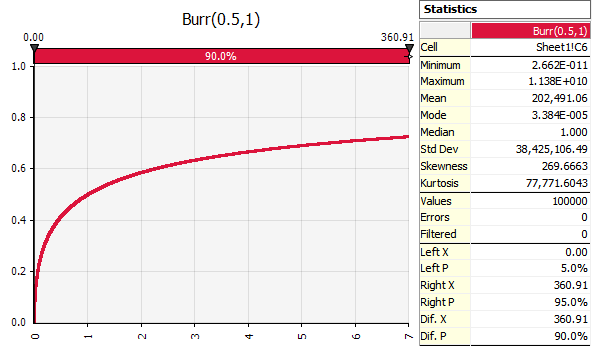 Burr(0.5,1)
0.00
360.91
90.0%
1.0
0.8
0.6
0.4
0.2
0.0
0
1
2
3
4
5
6
7
Statistics
Burr(0.5,1)
Cell Sheet1!C6
Minimum 2.662E-011
Maximum 1.138E+010
Mean 202,491.06
Mode 3.384E-005
Median 1.000
Std Dev 38,425,106.49
Skewness 269.6663
Kurtosis 77,771.6043
Values 100000
Errors 0
Filtered 0
Left X 0.00
Left P 5.0%
Right X 360.91
Right P 95.0%
Dif. X 360.91
Dif. P 90.0%